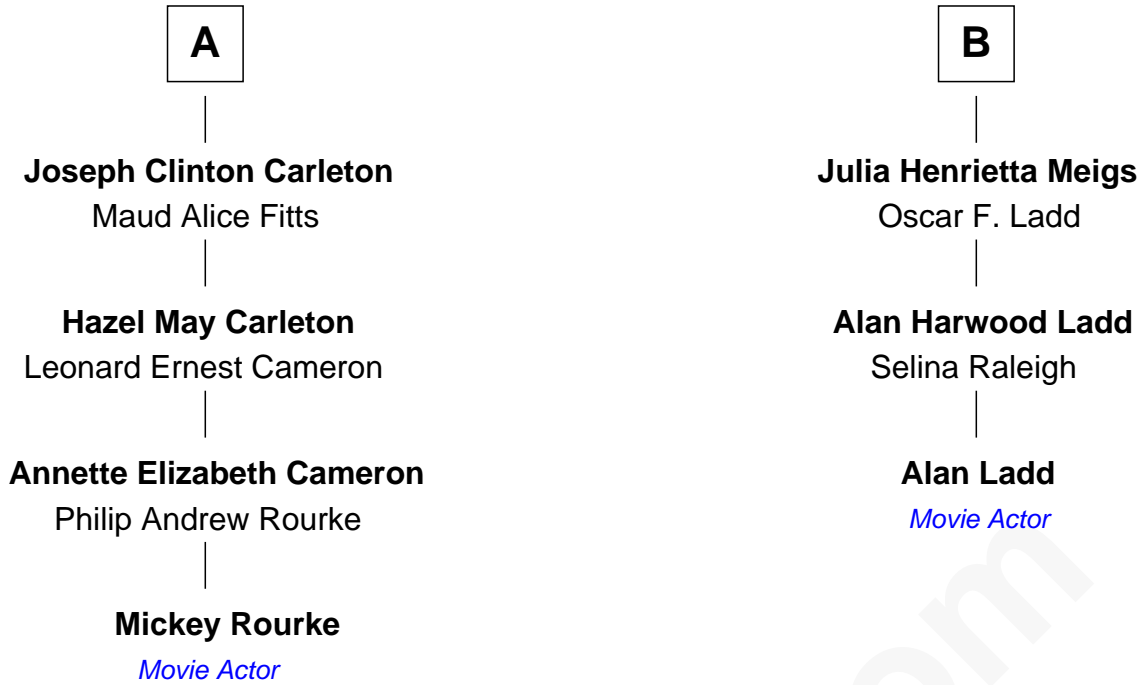 A
Joseph Clinton Carleton
Maud Alice Fitts
Hazel May Carleton
Leonard Ernest Cameron
Annette Elizabeth Cameron
Philip Andrew Rourke
Mickey Rourke
Movie Actor
B
Julia Henrietta Meigs
Oscar F. Ladd
Alan Harwood Ladd
Selina Raleigh
Alan Ladd
Movie Actor
om